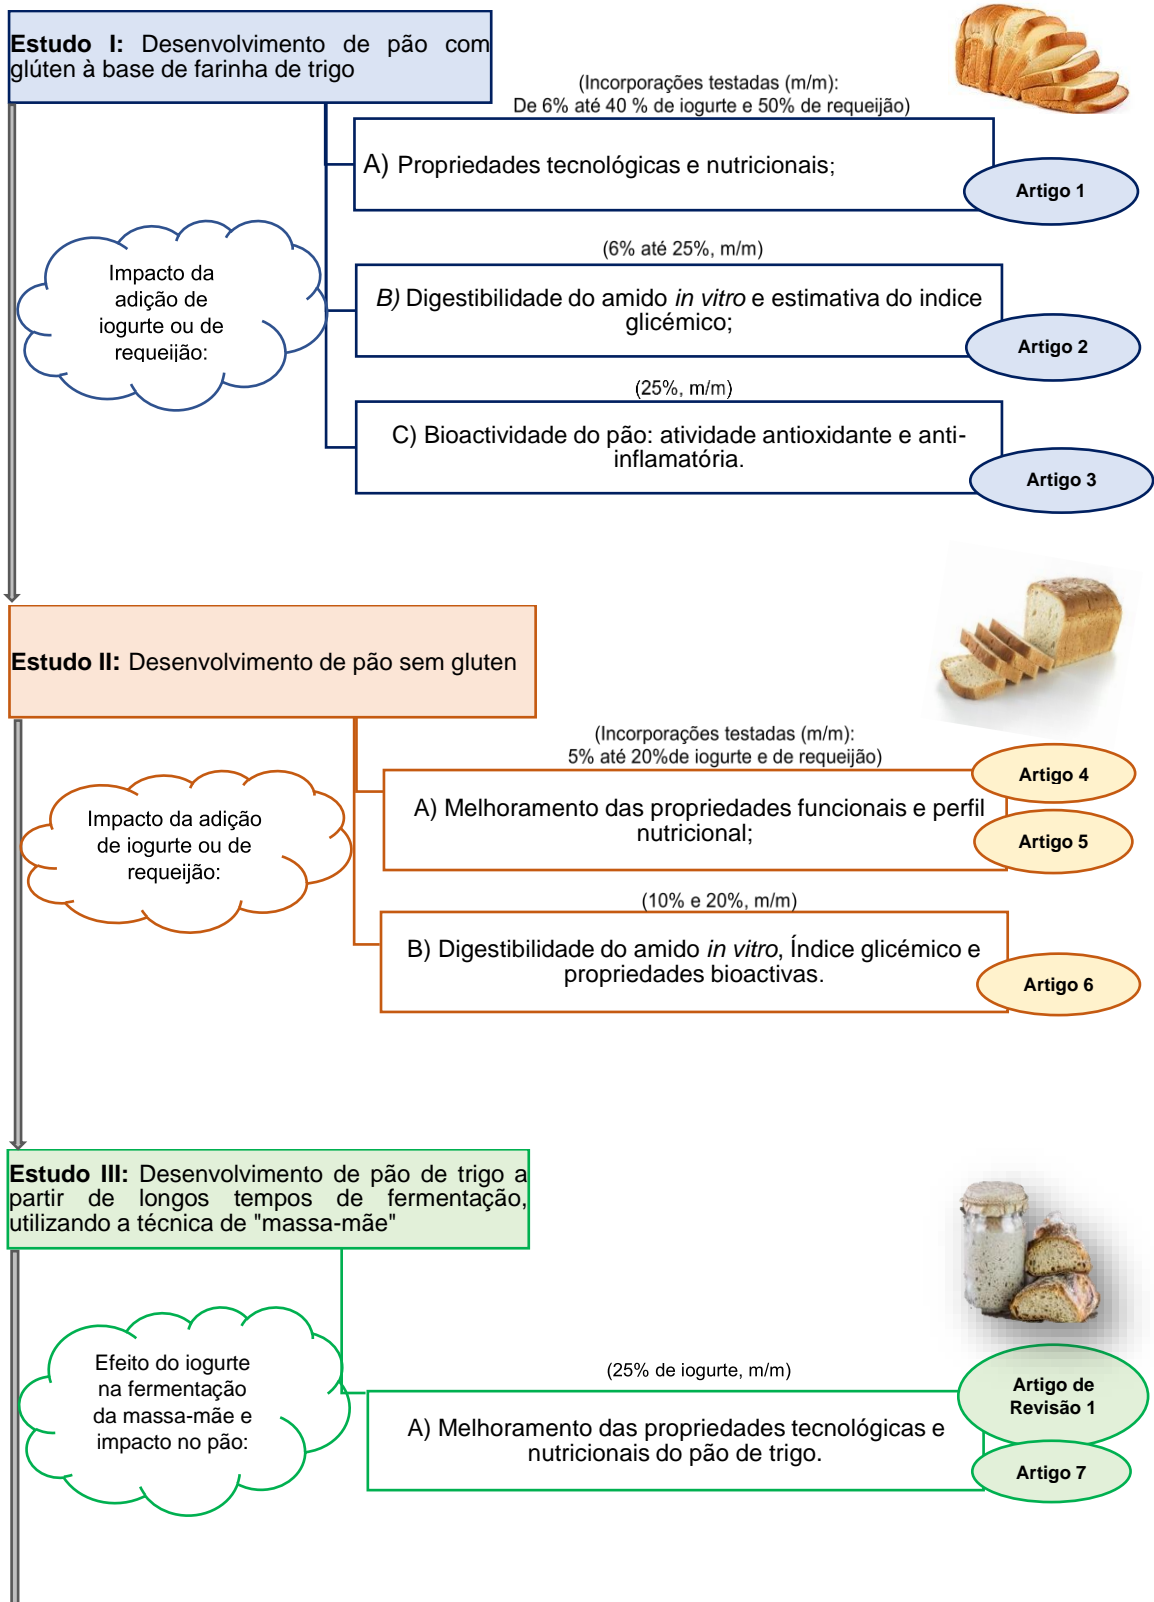 Estudo I: Desenvolvimento de pão com
glúten à base de farinha de trigo
(Incorporações testadas (m/m):
De 6% até 40 % de iogurte e 50% de requeijão)
A) Propriedades tecnológicas e nutricionais;
Artigo 1
Impacto da
adição de
iogurte ou de
requeijão:
(6% até 25%, m/m)
B) Digestibilidade do amido in vitro e estimativa do indice
glicémico;
Artigo 2
(25%, m/m)
C) Bioactividade do pão: atividade antioxidante e anti-
inflamatória.
Artigo 3
Estudo II: Desenvolvimento de pão sem gluten
(Incorporações testadas (m/m):
5% até 20%de iogurte e de requeijão)
Artigo 4
A) Melhoramento das propriedades funcionais e perfil
nutricional;
Artigo 5
Impacto da adição
de iogurte ou de
requeijão:
(10% e 20%, m/m)
B) Digestibilidade do amido in vitro, Índice glicémico e
propriedades bioactivas.
Artigo 6
Estudo III: Desenvolvimento de pão de trigo a
partir de longos tempos de fermentação,
utilizando a técnica de "massa-mãe"
Efeito do iogurte
na fermentação
da massa-mãe e
impacto no pão:
(25% de iogurte, m/m)
Artigo de
Revisão 1
A) Melhoramento das propriedades tecnológicas e
nutricionais do pão de trigo.
Artigo 7